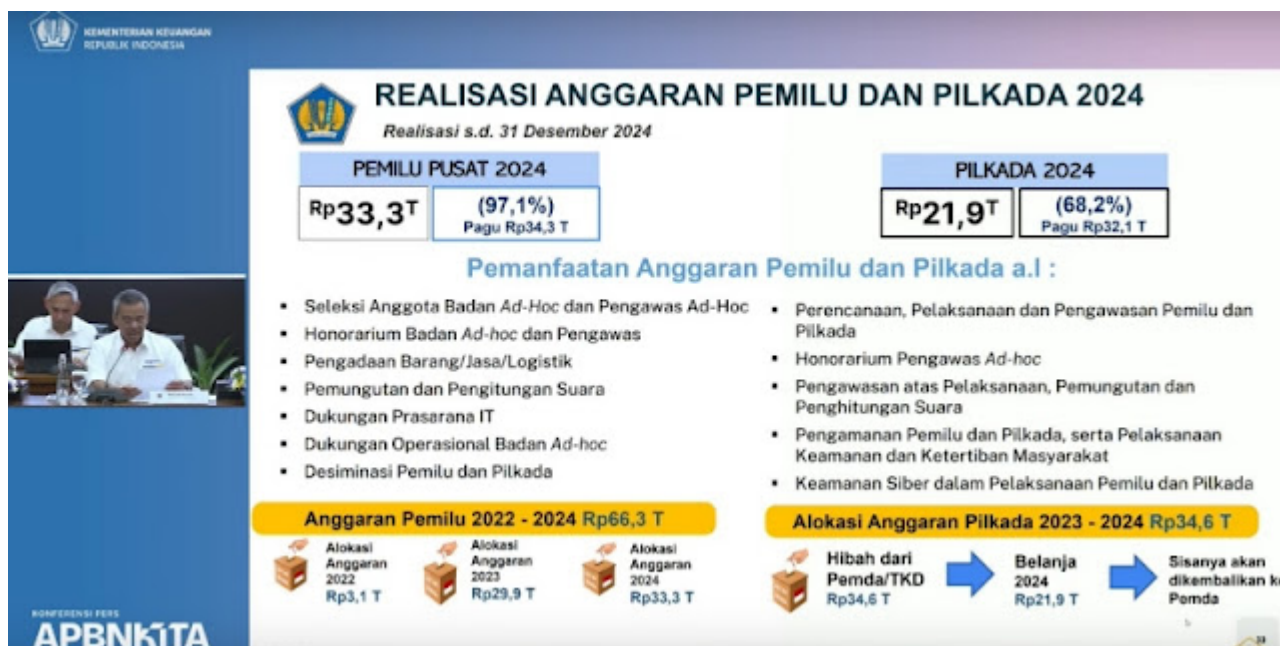 KEMENTERIAN KEUANGAN
REPUBLIK INDONESIA
REALISASI ANGGARAN PEMILU DAN PILKADA 2024
Realisasi s.d. 31 Desember 2024
PEMILU PUSAT 2024
Rp33,3T
(97,1%)
Pagu Rp34,3 T
PILKADA 2024
Rp21,9T
(68,2%)
Pagu Rp32,1 T
Pemanfaatan Anggaran Pemilu dan Pilkada a.l :
▪ Seleksi Anggota Badan Ad-Hoc dan Pengawas Ad-Hoc
▪ Honorarium Badan Ad-hoc dan Pengawas
▪ Pengadaan Barang/Jasa/Logistik
▪ Pemungutan dan Pengitungan Suara
▪ Dukungan Prasarana IT
▪ Dukungan Operasional Badan Ad-hoc
▪ Desiminasi Pemilu dan Pilkada
▪ Perencanaan, Pelaksanaan dan Pengawasan Pemilu dan
Pilkada
▪ Honorarium Pengawas Ad-hoc
▪ Pengawasan atas Pelaksanaan, Pemungutan dan
Penghitungan Suara
▪ Pengamanan Pemilu dan Pilkada, serta Pelaksanaan
Keamanan dan Ketertiban Masyarakat
▪ Keamanan Siber dalam Pelaksanaan Pemilu dan Pilkada
Anggaran Pemilu 2022 - 2024 Rp66,3 T
Alokasi
Anggaran
2022
Rp3,1 T
Alokasi
Anggaran
2023
Rp29,9 T
Alokasi
Anggaran
2024
Rp33,3 T
Alokasi Anggaran Pilkada 2023 - 2024 Rp34,6 T
Hibah dari
Pemda/TKD
Rp34,6 T
Belanja
2024
Rp21,9 T
Sisanya akan
dikembalikan k
Pemda
KONFERENSI PERS
APBNKiTA